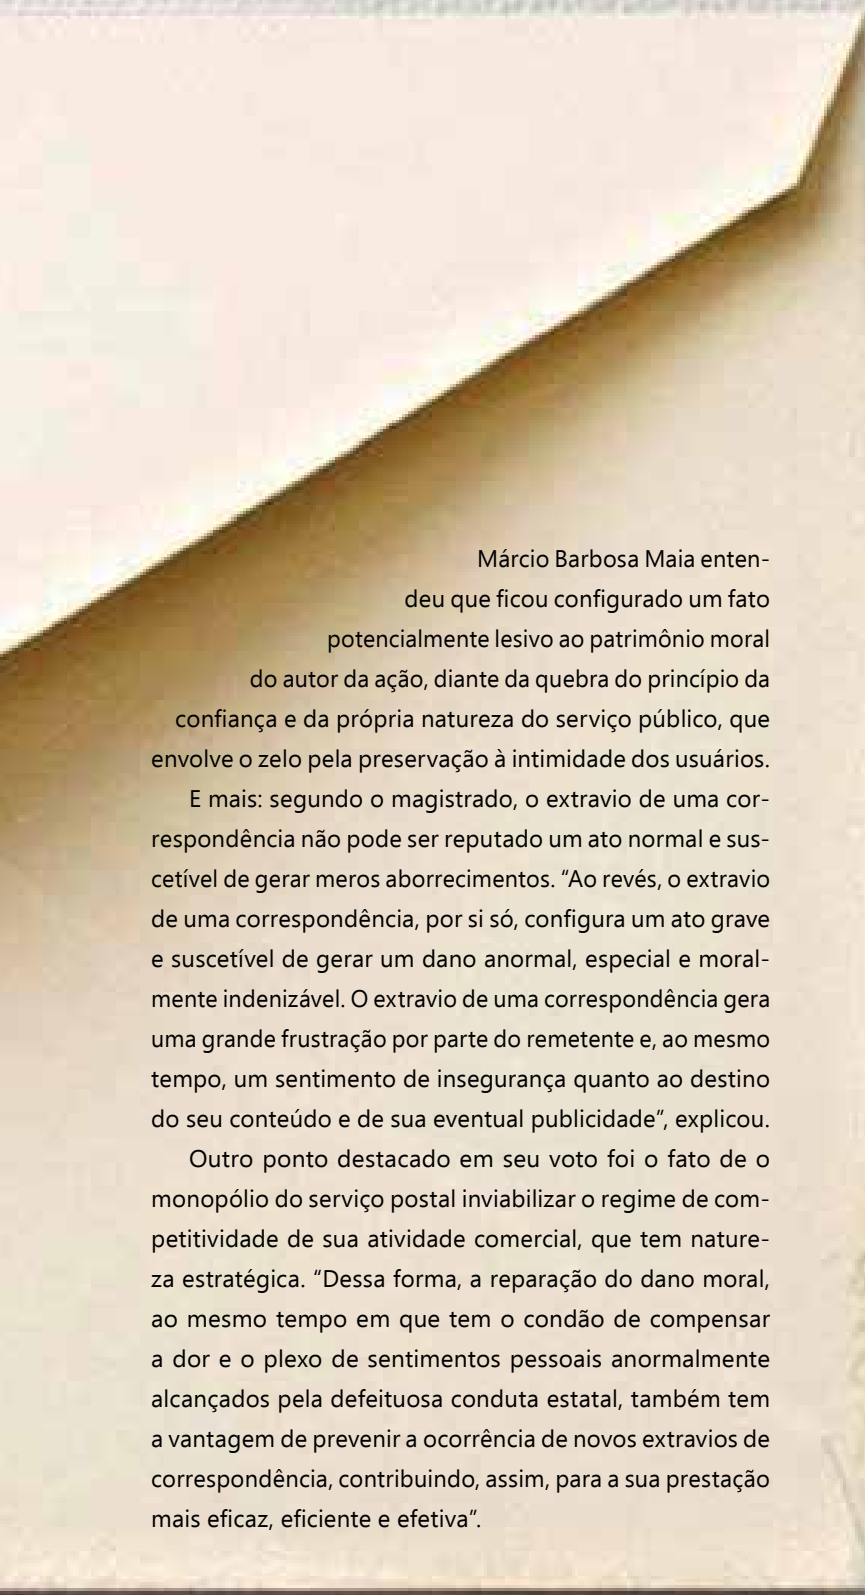 Márcio Barbosa Maia enten-
deu que ficou configurado um fato
potencialmente lesivo ao patrimônio moral
do autor da ação, diante da quebra do princípio da
confiança e da própria natureza do serviço público, que
envolve o zelo pela preservação à intimidade dos usuários.
E mais: segundo o magistrado, o extravio de uma cor-
respondência não pode ser reputado um ato normal e sus-
cetível de gerar meros aborrecimentos. “Ao revés, o extravio
de uma correspondência, por si só, configura um ato grave
e suscetível de gerar um dano anormal, especial e moral-
mente indenizável. O extravio de uma correspondência gera
uma grande frustração por parte do remetente e, ao mesmo
tempo, um sentimento de insegurança quanto ao destino
do seu conteúdo e de sua eventual publicidade”, explicou.
Outro ponto destacado em seu voto foi o fato de o
monopólio do serviço postal inviabilizar o regime de com-
petitividade de sua atividade comercial, que tem nature-
za estratégica. “Dessa forma, a reparação do dano moral,
ao mesmo tempo em que tem o condão de compensar
a dor e o plexo de sentimentos pessoais anormalmente
alcançados pela defeituosa conduta estatal, também tem
a vantagem de prevenir a ocorrência de novos extravios de
correspondência, contribuindo, assim, para a sua prestação
mais eficaz, eficiente e efetiva”.